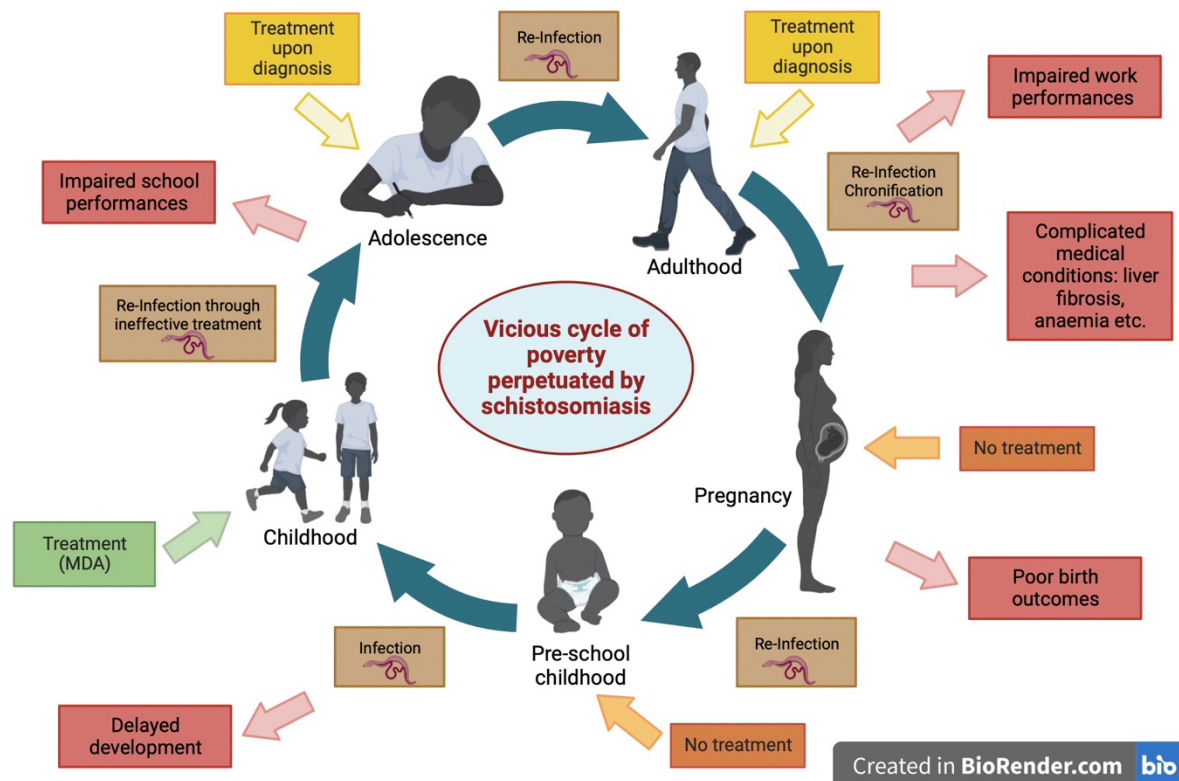 Treatment
upon
diagnosis
Re-Infection
Treatment
upon
diagnosis
Impaired work
performances
Re-Infection
Chronification
Impaired school
performances
Adolescence
Adulthood
Complicated
medical
conditions: liver
fibrosis,
anaemia etc.
Re-Infection through
ineffective treatment
Vicious cycle of
poverty
perpetuated by
schistosomiasis
No treatment
Pregnancy
Childhood
Treatment
(MDA)
Poor birth
outcomes
Infection
Pre-school
childhood
Re-Infection
Delayed
development
No treatment
Created in BioRender.com bio